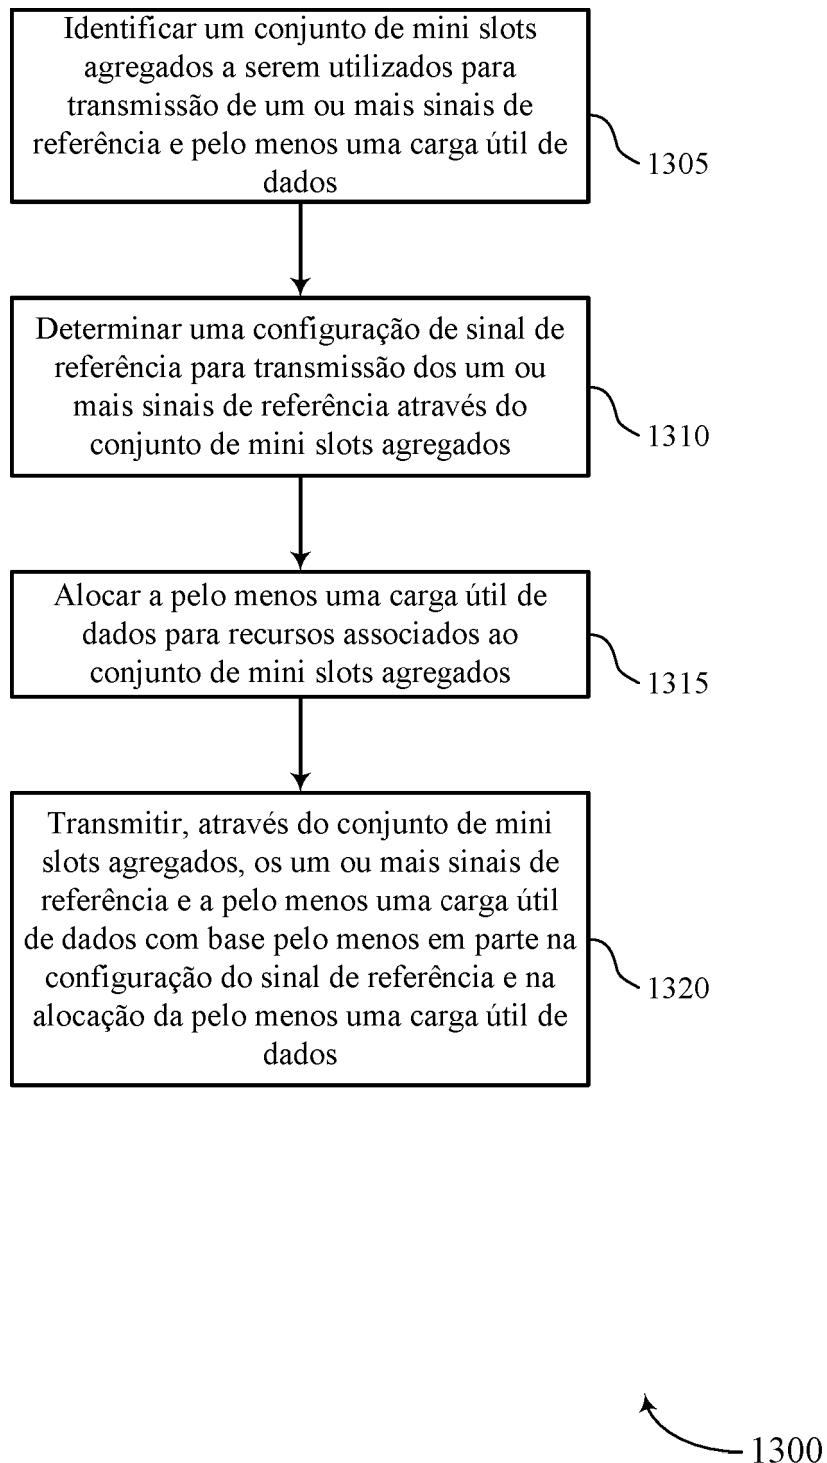 Identificar um conjunto de mini slots
agregados a serem utilizados para
transmissão de um ou mais sinais de
referência e pelo menos uma carga útil de
dados
1305
Determinar uma configuração de sinal de
referência para transmissão dos um ou
mais sinais de referência através do
conjunto de mini slots agregados
1310
Alocar a pelo menos uma carga útil de
dados para recursos associados ao
conjunto de mini slots agregados
1315
Transmitir, através do conjunto de mini
slots agregados, os um ou mais sinais de
referência e a pelo menos uma carga útil
de dados com base pelo menos em parte na
configuração do sinal de referência e na
alocação da pelo menos uma carga útil de
dados
1320
1300